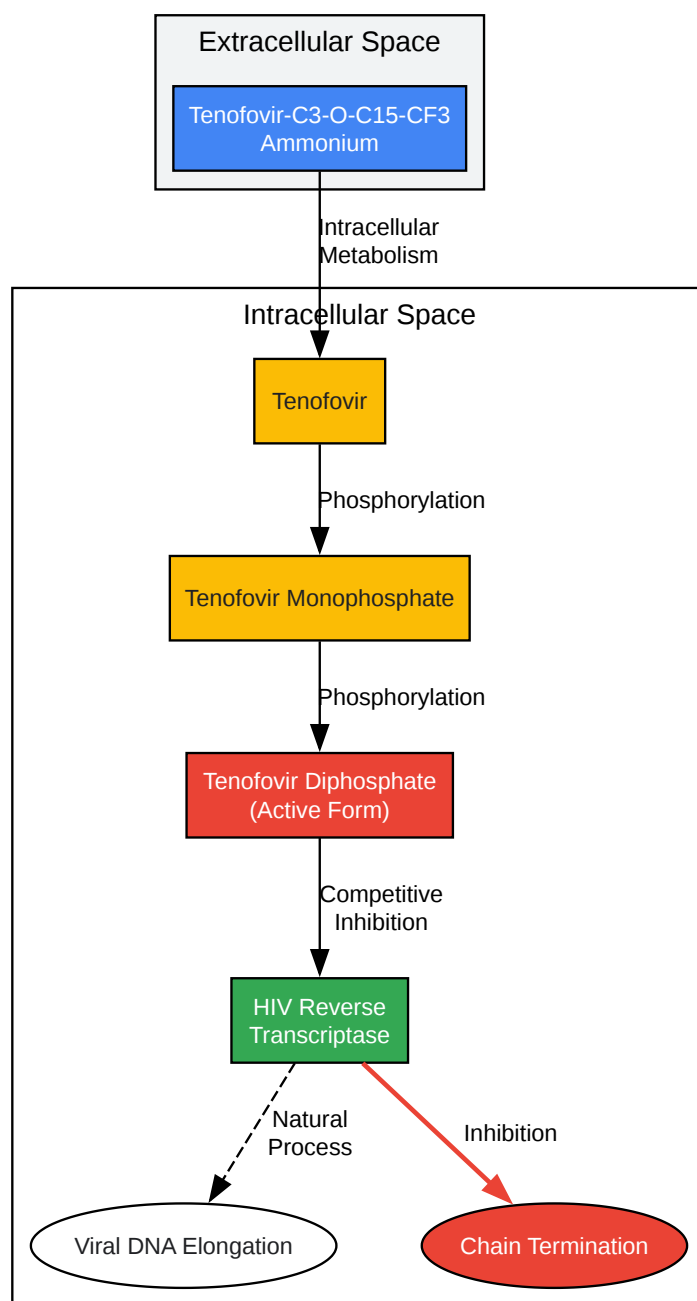 Extracellular Space
Tenofovir-C3-O-C15-CF3
Ammonium
Intracellular
Metabolism
Intracellular Space
Tenofovir
Phosphorylation
Tenofovir Monophosphate
Phosphorylation
Tenofovir Diphosphate
(Active Form)
Competitive
Inhibition
HIV Reverse
Transcriptase
Natural
Process
Inhibition
Viral DNA Elongation
Chain Termination